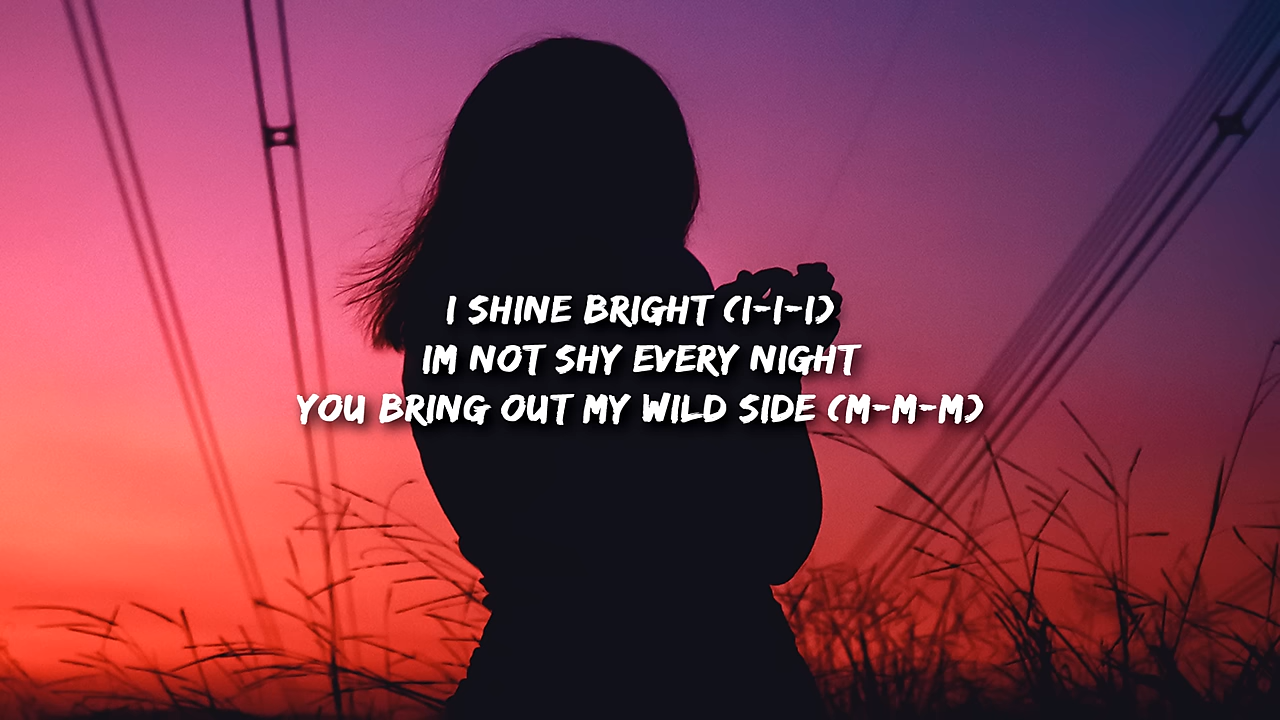 I SHINE BRIGHT (I-I-I)
IM NOT SHY EVERY NIGHT
YOU BRING OUT MY WILD SIDE (M-M-M)